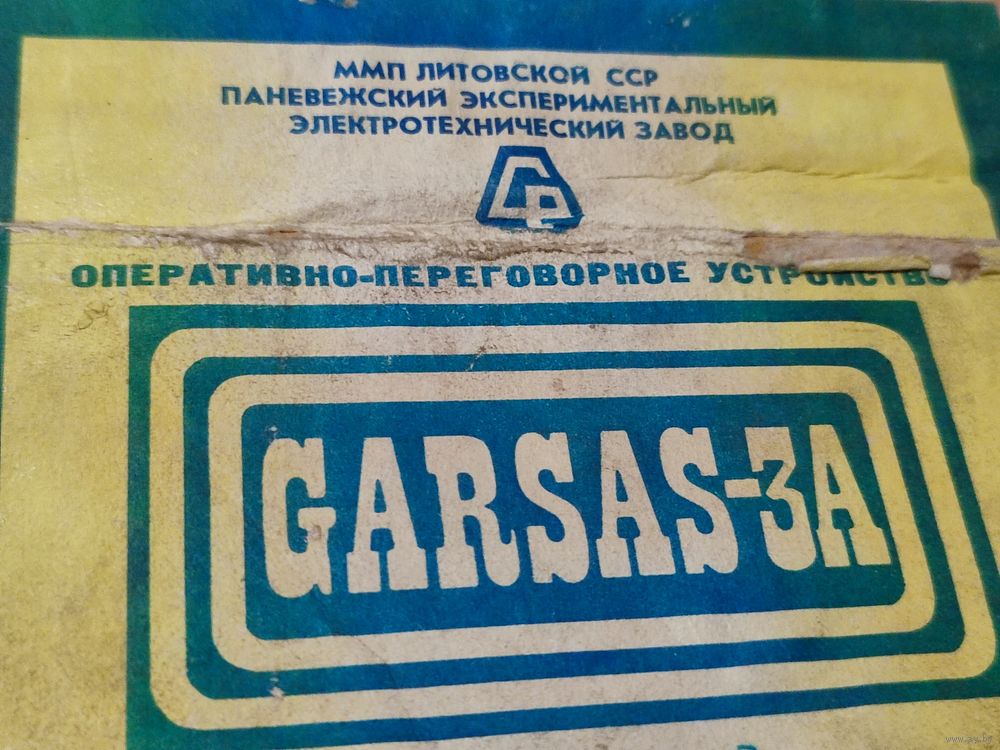 ММП ЛИТОВСКОЙ ССР
ПАНЕВЕЖСКИЙ ЭКСПЕРИМЕНТАЛЬНЫЙ
ЭЛЕКТРОТЕХНИЧЕСКИЙ ЗАВОД
ОПЕРАТИВНО-ПЕРЕГОВОРНОЕ УСТРОЙСТВО
GARSAS-3A